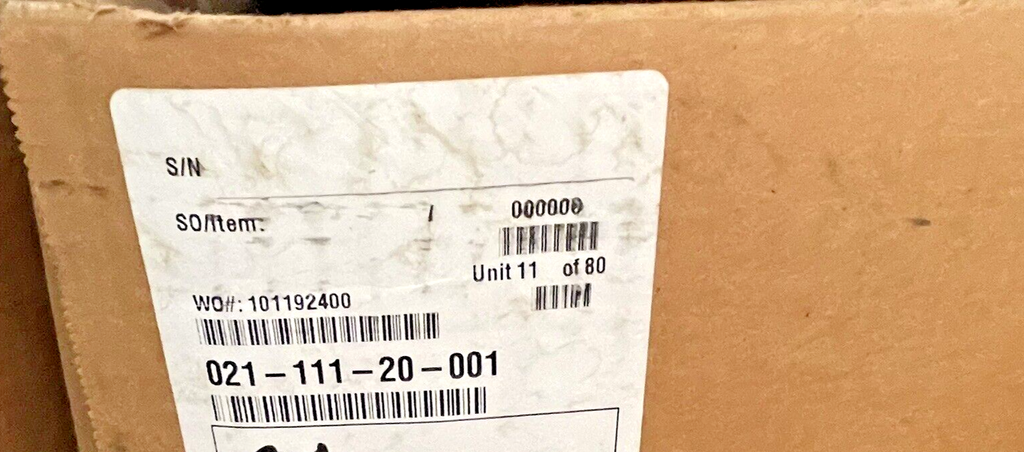 S/N
SO/Item: / 000000
Unit 11 of 80
WO#: 101192400
021-111-20-001